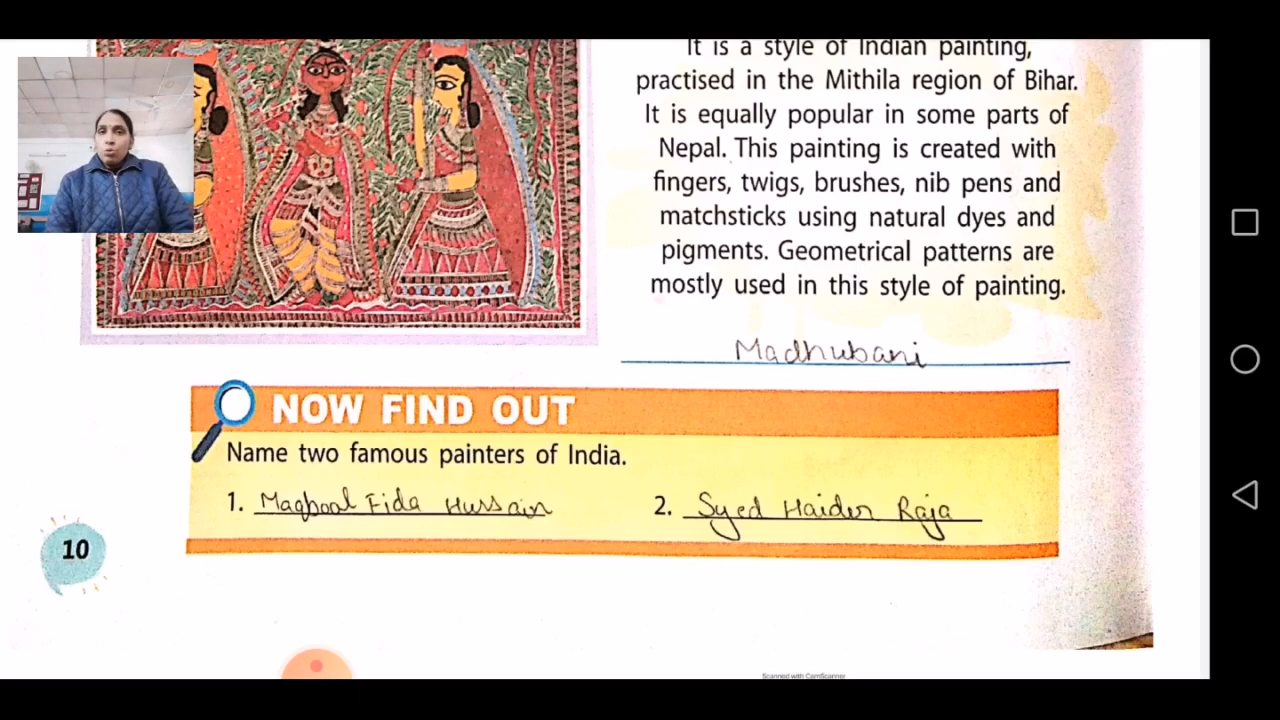 It is a style of Indian painting,
practised in the Mithila region of Bihar.
It is equally popular in some parts of
Nepal. This painting is created with
fingers, twigs, brushes, nib pens and
matchsticks using natural dyes and
pigments. Geometrical patterns are
mostly used in this style of painting.
Madhubani
NOW FIND OUT
Name two famous painters of India.
1. Maqbool Fida Hussain 2. Syed Haider Raja
10
Scanned with CamScanner